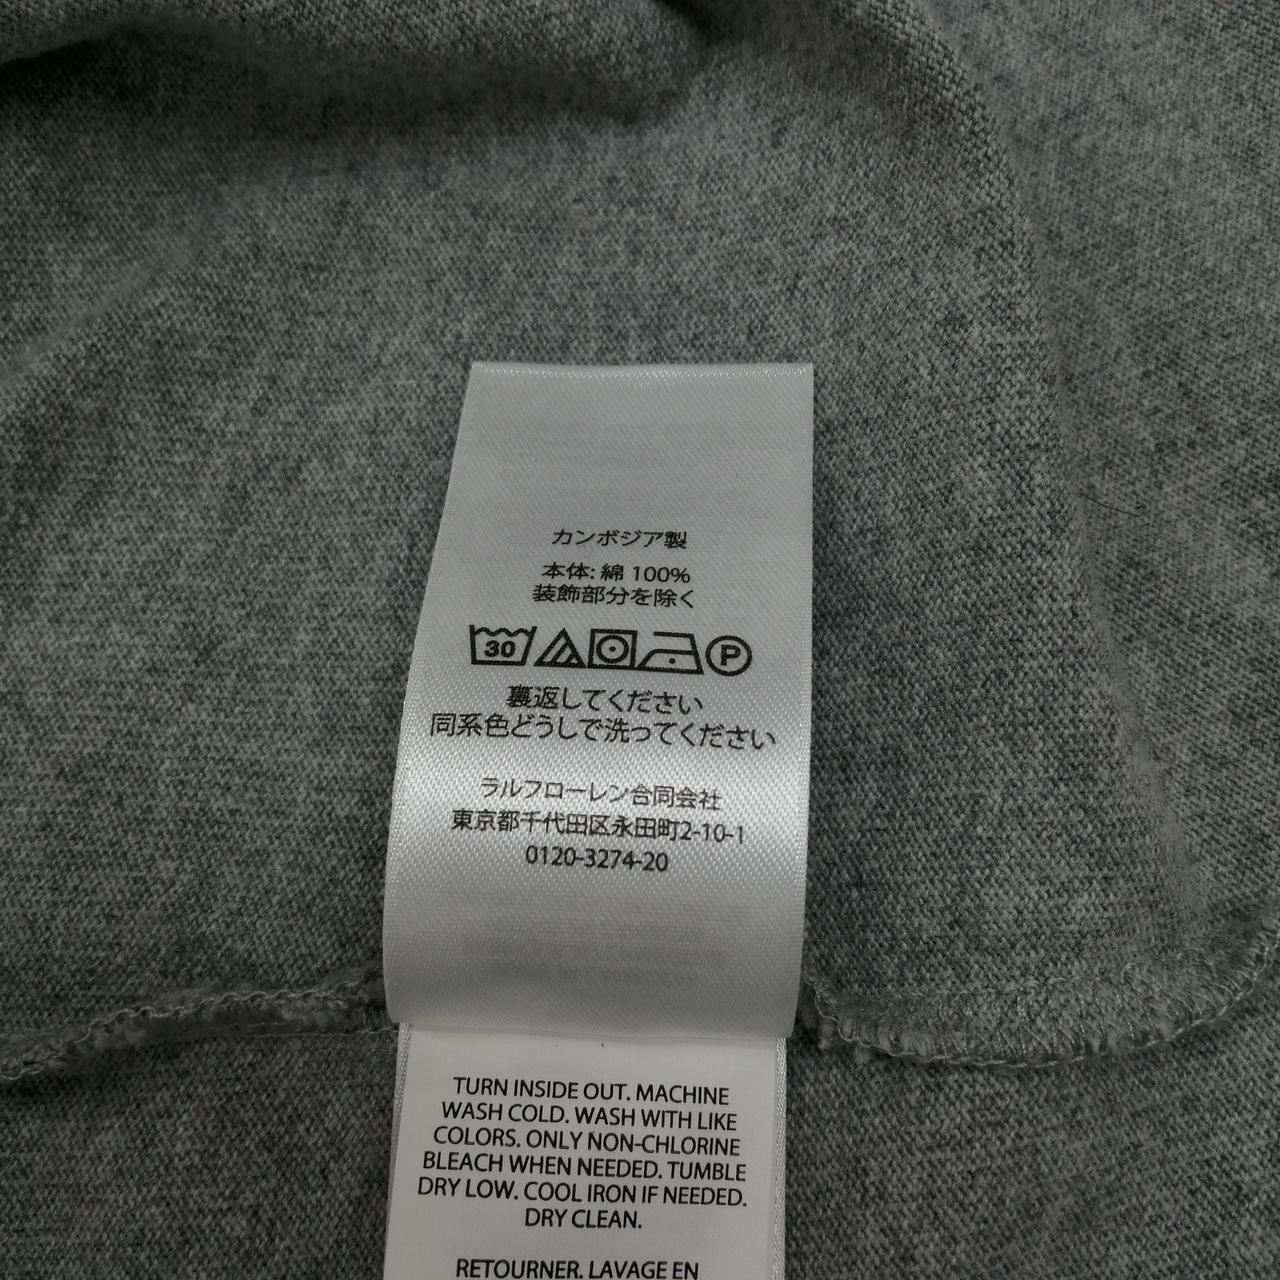 カンボジア製
本体: 綿 100%
装飾部分を除く
30 P
裏返してください
同系色どうしで洗ってください
ラルフローレン合同会社
東京都千代田区永田町2-10-1
0120-3274-20
TURN INSIDE OUT. MACHINE
WASH COLD. WASH WITH LIKE
COLORS. ONLY NON-CHLORINE
BLEACH WHEN NEEDED. TUMBLE
DRY LOW. COOL IRON IF NEEDED.
DRY CLEAN.
RETOURNER. LAVAGE EN